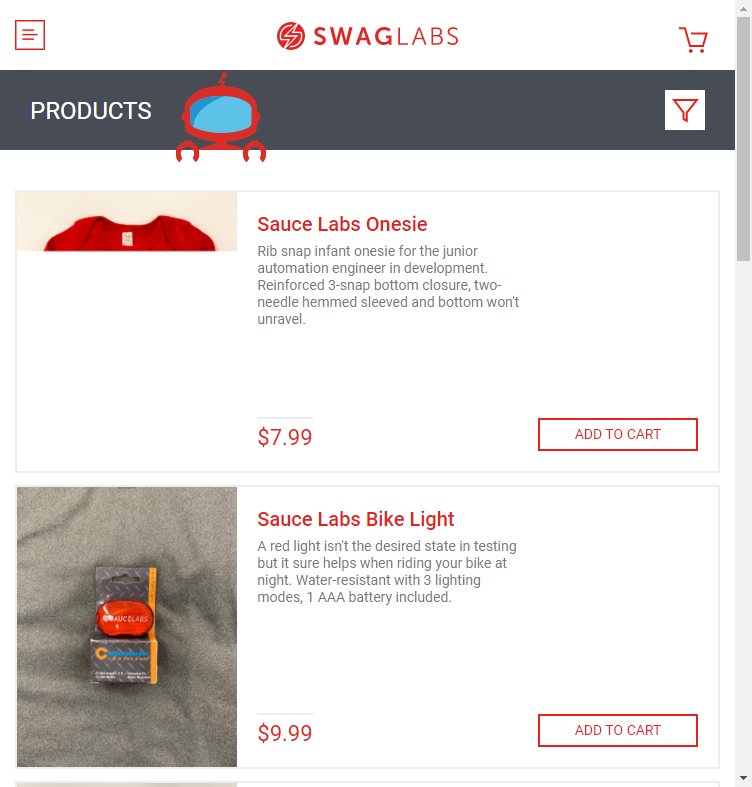 SWAGLABS
PRODUCTS
Sauce Labs Onesie
Rib snap infant onesie for the junior
automation engineer in development.
Reinforced 3-snap bottom closure, two-
needle hemmed sleeved and bottom won't
unravel.
$7.99
ADD TO CART
Sauce Labs Bike Light
A red light isn't the desired state in testing
but it sure helps when riding your bike at
night. Water-resistant with 3 lighting
modes, 1 AAA battery included.
AUCELABS
$9.99
ADD TO CART